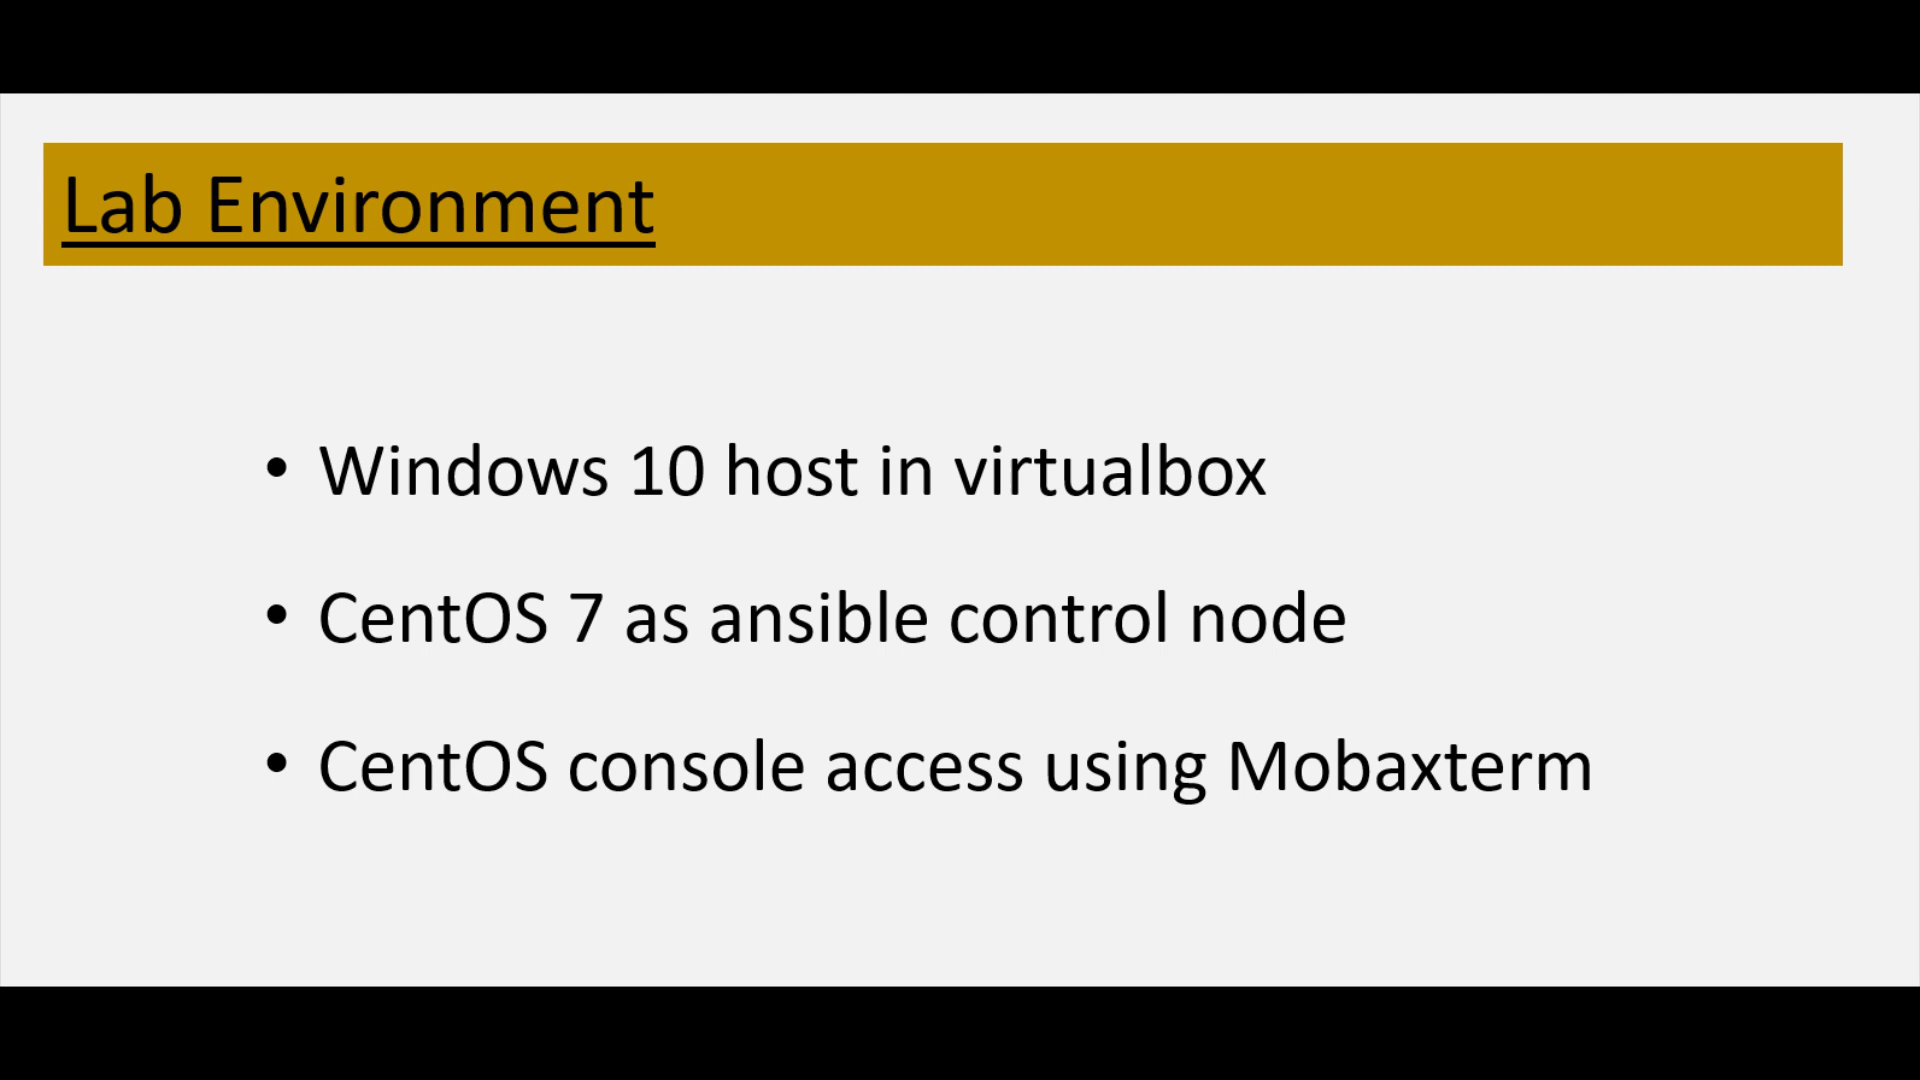 Lab Environment
• Windows 10 host in virtualbox
• CentOS 7 as ansible control node
• CentOS console access using Mobaxterm